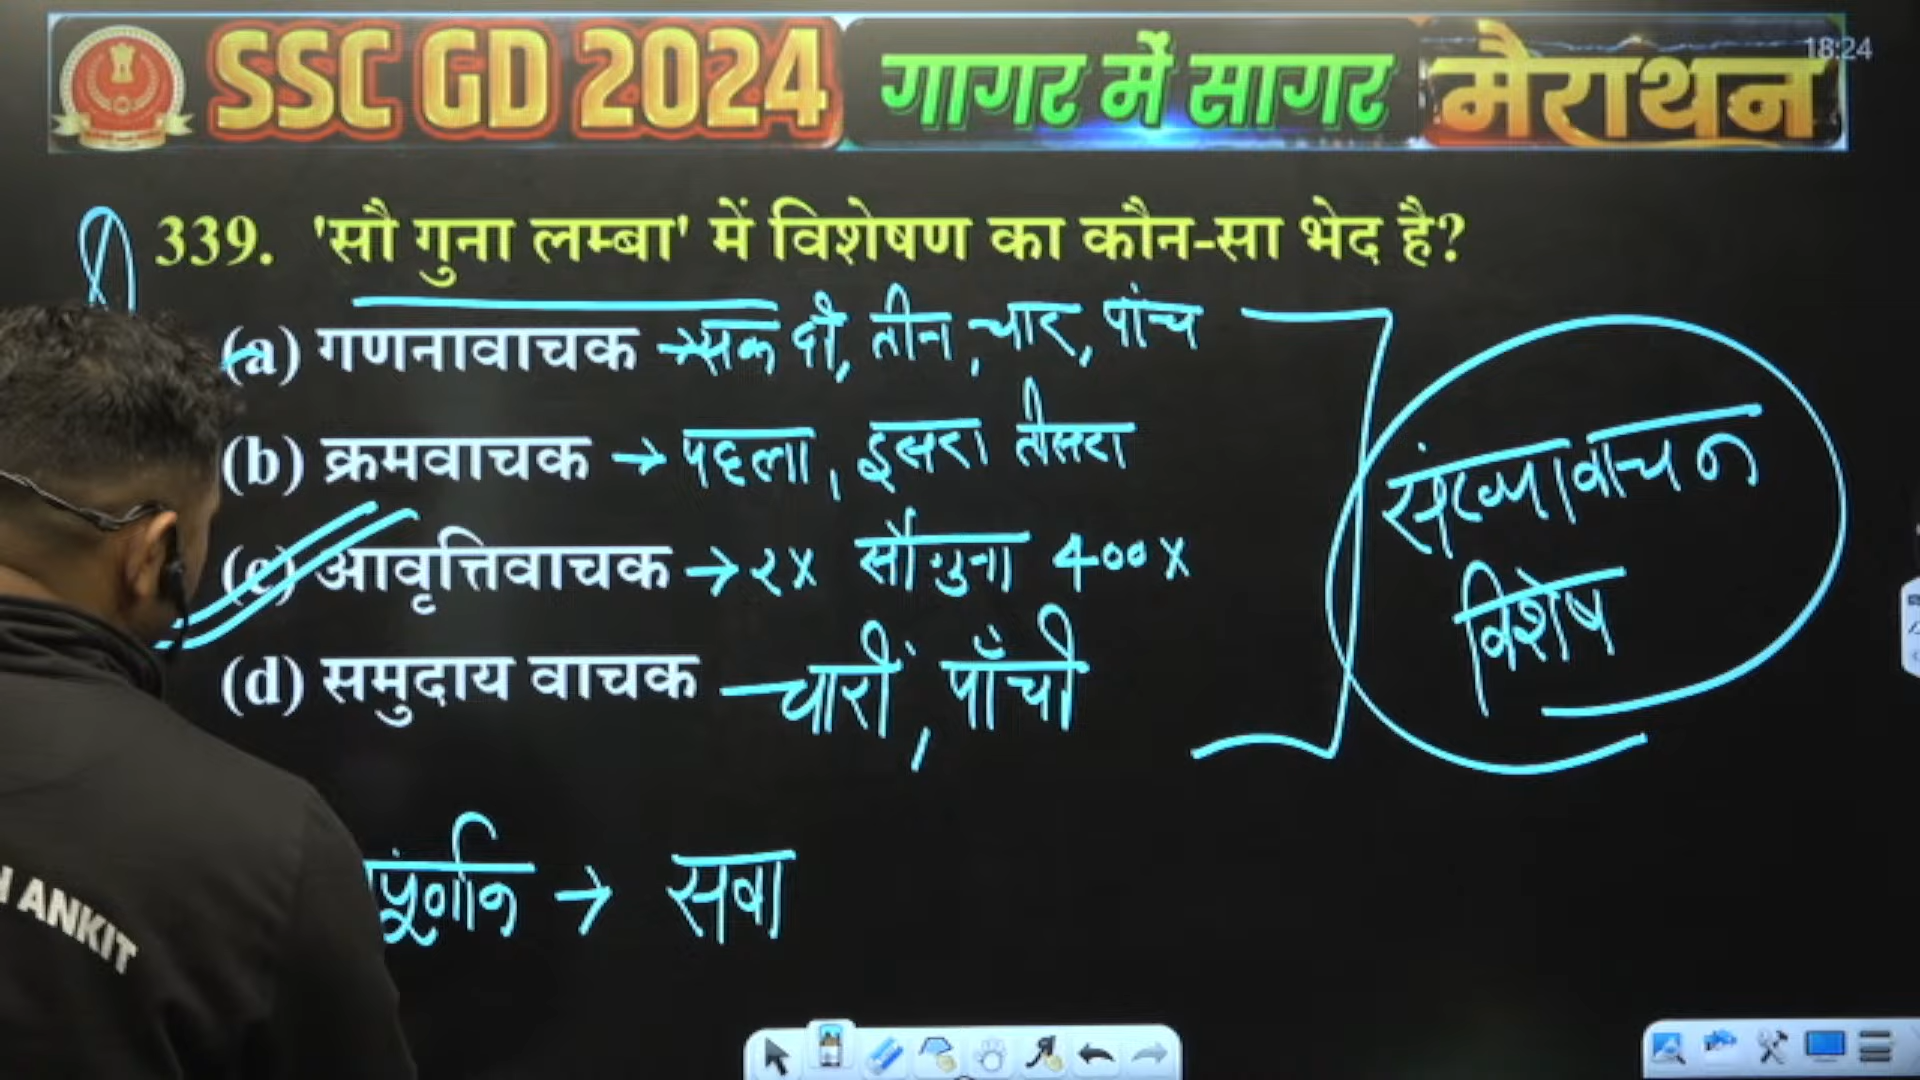 SSC GD 2024 गागर में सागर मैराथन
18:24
339. 'सौ गुना लम्बा' में विशेषण का कौन-सा भेद है?
(a) गणनावाचक → एक दो, तीन, चार, पांच
(b) क्रमवाचक → पहला, दूसरा तीसरा
(c) आवृत्तिवाचक → २x सौगुना 400x
(d) समुदाय वाचक चारों, पाँचों
संख्यावाचक
विशेष
पूर्णांक → सवा
ANKIT